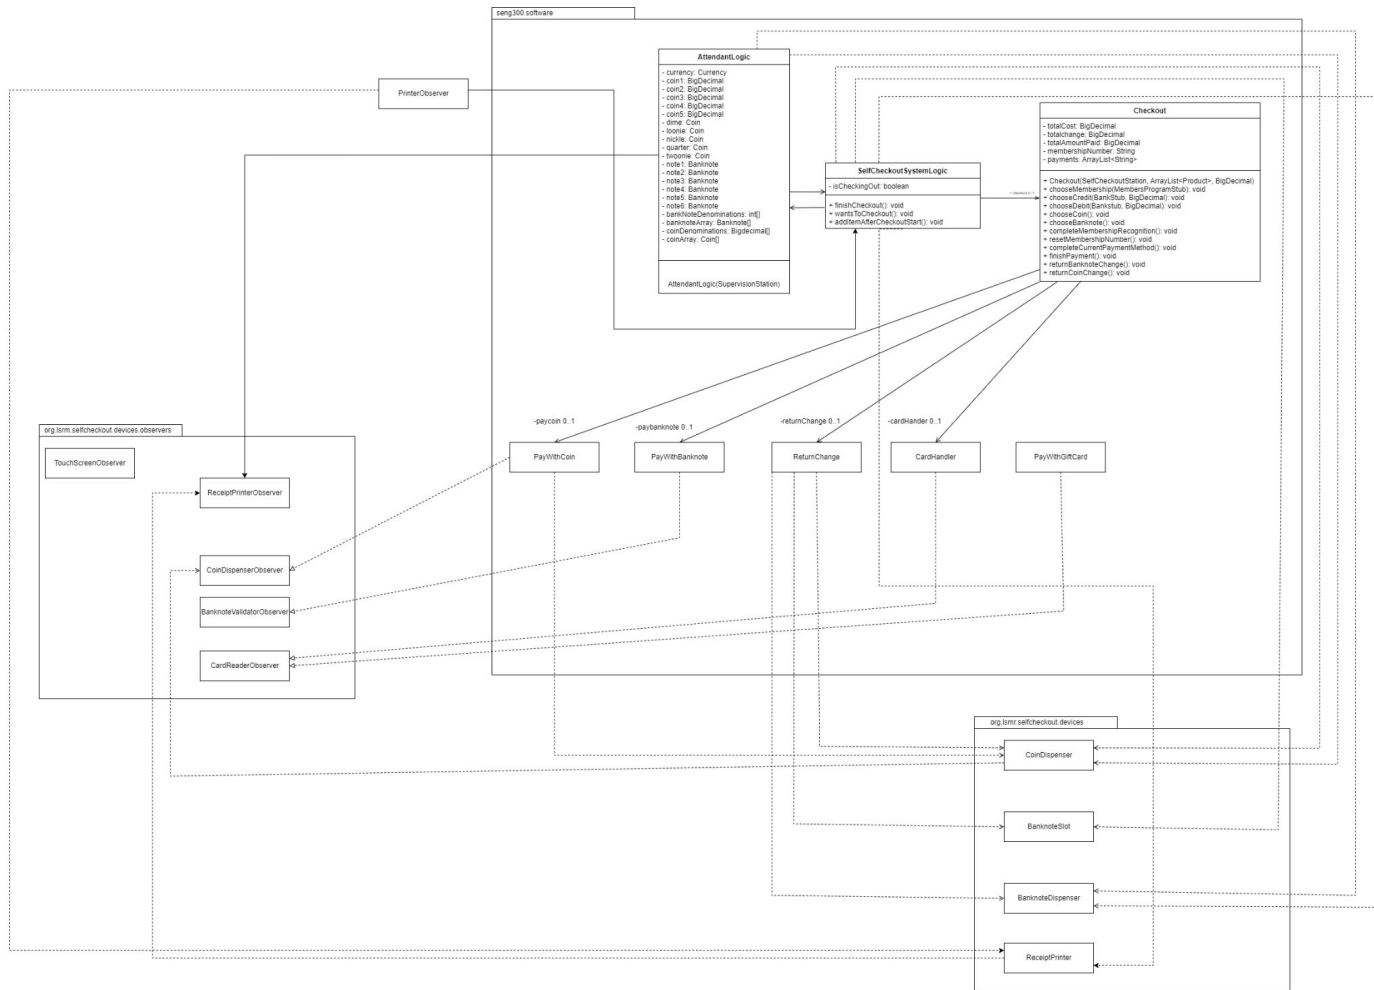 seng300.software
AttendantLogic
- currency: Currency
- coin1: BigDecimal
- coin2: BigDecimal
- coin3: BigDecimal
- coin4: BigDecimal
- coin5: BigDecimal
- dime: Coin
- loonie: Coin
- nickle: Coin
- quarter: Coin
- twoonie: Coin
- note1: Banknote
- note2: Banknote
- note3: Banknote
- note4: Banknote
- note5: Banknote
- note6: Banknote
- bankNoteDenominations: int[]
- banknoteArray: Banknote[]
- coinDenominations: Bigdecimal[]
- coinArray: Coin[]
AttendantLogic(SupervisionStation)
PrinterObserver
SelfCheckoutSystemLogic
- isCheckingOut: boolean
+ finishCheckout(): void
+ wantsToCheckout(): void
+ addItemAfterCheckoutStart(): void
+ checkout 0..1
Checkout
- totalCost: BigDecimal
- totalchange: BigDecimal
- totalAmountPaid: BigDecimal
- membershipNumber: String
- payments: ArrayList<String>
+ Checkout(SelfCheckoutStation, ArrayList<Product>, BigDecimal)
+ chooseMembership(MembersProgramStub): void
+ chooseCredit(BankStub, BigDecimal): void
+ chooseDebit(Bankstub, BigDecimal): void
+ chooseCoin(): void
+ chooseBanknote(): void
+ completeMembershipRecognition(): void
+ resetMembershipNumber(): void
+ completeCurrentPaymentMethod(): void
+ finishPayment(): void
+ returnBanknoteChange(): void
+ returnCoinChange(): void
-paycoin 0..1
-paybanknote 0..1
-returnChange 0..1
-cardHander 0..1
PayWithCoin
PayWithBanknote
ReturnChange
CardHandler
PayWithGiftCard
org.lsrm.selfcheckout.devices.observers
TouchScreenObserver
ReceiptPrinterObserver
CoinDispenserObserver
BanknoteValidatorObserver
CardReaderObserver
org.lsmr.selfcheckout.devices
CoinDispenser
BanknoteSlot
BanknoteDispenser
ReceiptPrinter